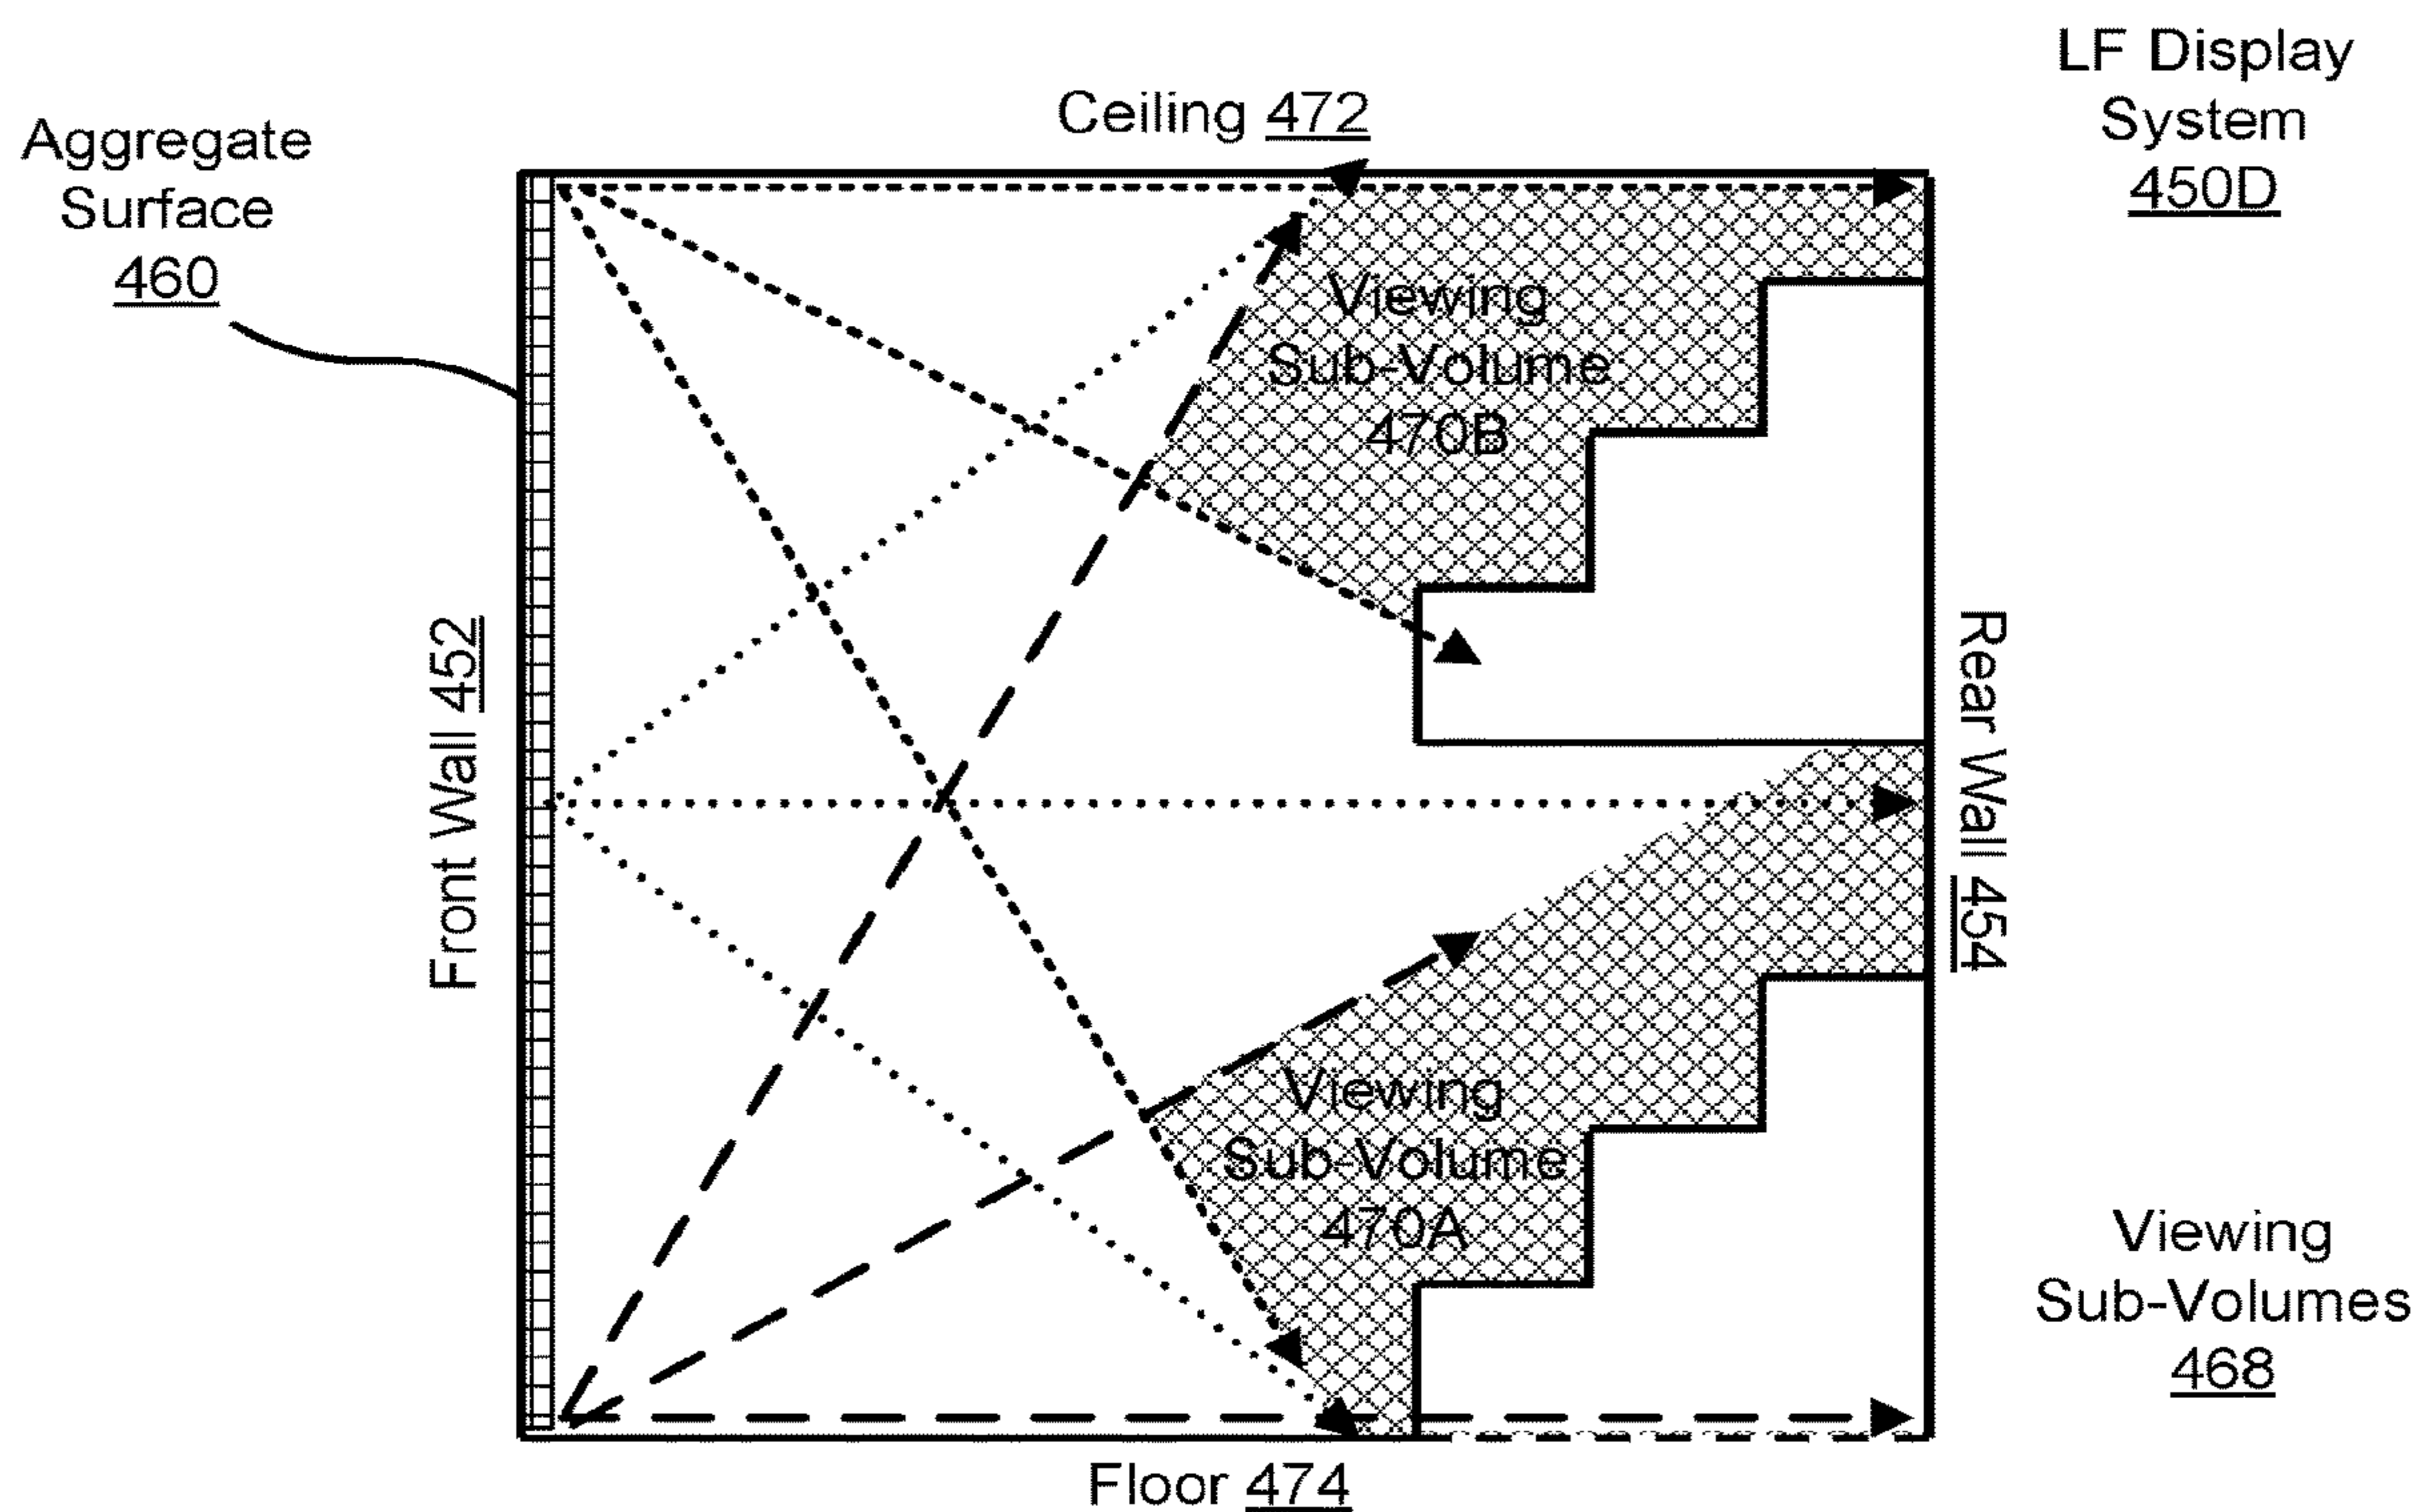 Aggregate
Surface
460
Ceiling 472
LF Display
System
450D
Viewing
Sub-Volume
470B
Front Wall 452
Rear Wall 454
Viewing
Sub-Volume
470A
Viewing
Sub-Volumes
468
Floor 474